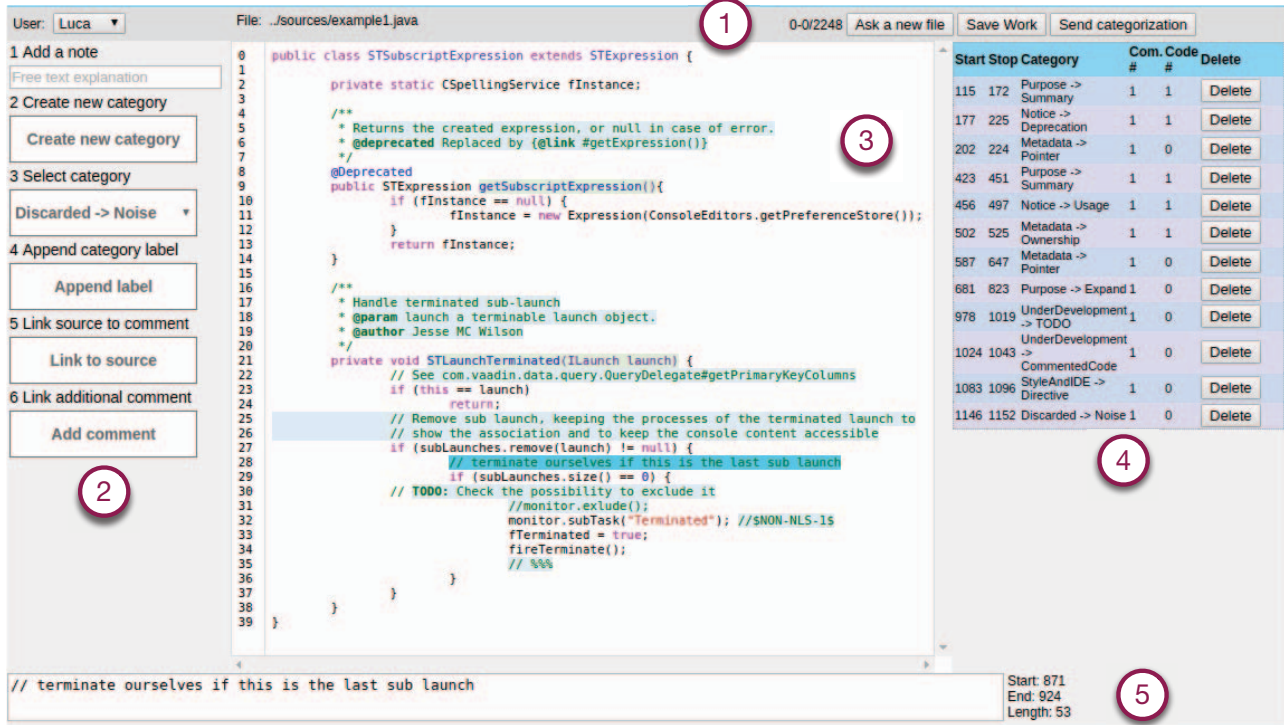 User: Luca ▼ File: ../sources/example1.java 1 0-0/2248 Ask a new file Save Work Send categorization
1 Add a note
Free text explanation
2 Create new category
Create new category
3 Select category
Discarded -> Noise ▼
4 Append category label
Append label
5 Link source to comment
Link to source
6 Link additional comment
Add comment
2
0 public class STSubscriptExpression extends STExpression {
1
2 private static CSpellingService fInstance;
3
4 /**
5 * Returns the created expression, or null in case of error.
6 * @deprecated Replaced by {@link #getExpression()}
7 */
8 @Deprecated
9 public STExpression getSubscriptExpression(){
10 if (fInstance == null) {
11 fInstance = new Expression(ConsoleEditors.getPreferenceStore());
12 }
13 return fInstance;
14 }
15
16 /**
17 * Handle terminated sub-launch
18 * @param launch a terminable launch object.
19 * @author Jesse MC Wilson
20 */
21 private void STLaunchTerminated(ILaunch launch) {
22 // See com.vaadin.data.query.QueryDelegate#getPrimaryKeyColumns
23 if (this == launch)
24 return;
25 // Remove sub launch, keeping the processes of the terminated launch to
26 // show the association and to keep the console content accessible
27 if (subLaunches.remove(launch) != null) {
28 // terminate ourselves if this is the last sub launch
29 if (subLaunches.size() == 0) {
30 // TODO: Check the possibility to exclude it
31 //monitor.exlude();
32 monitor.subTask("Terminated"); //$NON-NLS-1$
33 fTerminated = true;
34 fireTerminate();
35 // %%%
36 }
37 }
38 }
39 }
3
Start Stop Category Com. # Code # Delete
115 172 Purpose -> Summary 1 1 Delete
177 225 Notice -> Deprecation 1 1 Delete
202 224 Metadata -> Pointer 1 0 Delete
423 451 Purpose -> Summary 1 1 Delete
456 497 Notice -> Usage 1 1 Delete
502 525 Metadata -> Ownership 1 1 Delete
587 647 Metadata -> Pointer 1 0 Delete
681 823 Purpose -> Expand 1 0 Delete
978 1019 UnderDevelopment -> TODO 1 0 Delete
1024 1043 UnderDevelopment -> CommentedCode 1 0 Delete
1083 1096 StyleAndIDE -> Directive 1 0 Delete
1146 1152 Discarded -> Noise 1 0 Delete
4
// terminate ourselves if this is the last sub launch
Start: 871
End: 924
Length: 53
5